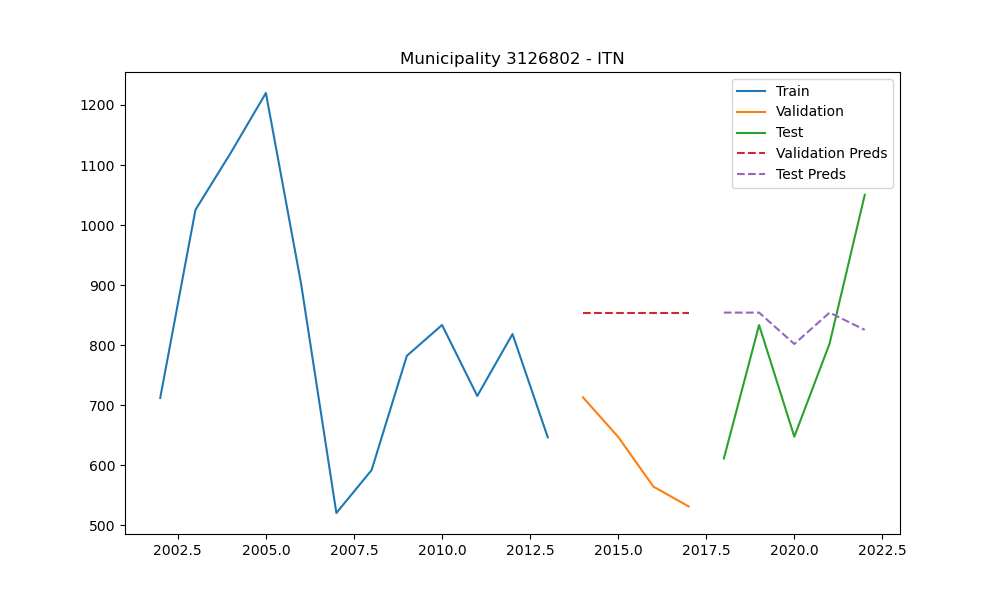 Municipality 3126802 - ITN
Train
Validation
Test
Validation Preds
Test Preds
1200
1100
1000
900
800
700
600
500
2002.5 2005.0 2007.5 2010.0 2012.5 2015.0 2017.5 2020.0 2022.5